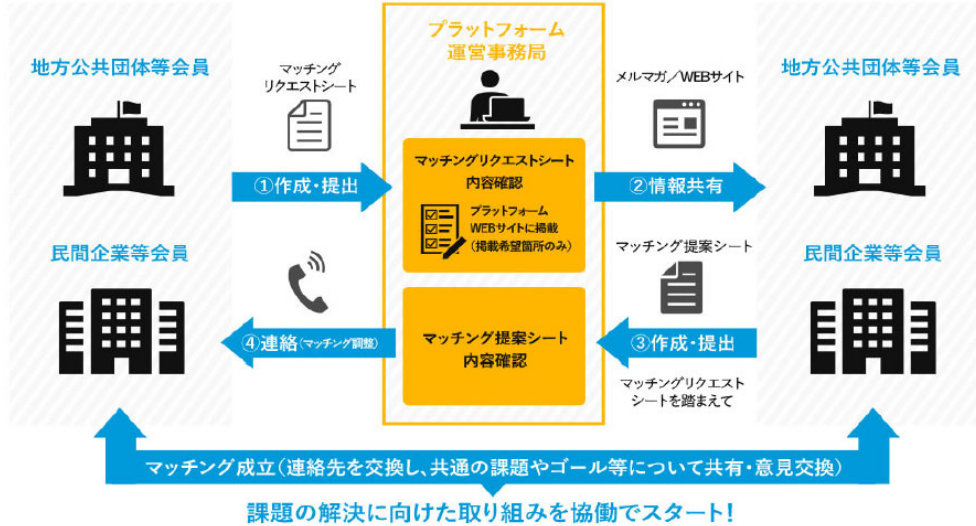 地方公共団体等会員
民間企業等会員
マッチング
リクエストシート
①作成・提出
④連絡(マッチング調整)
プラットフォーム
運営事務局
マッチングリクエストシート
内容確認
プラットフォーム
WEBサイトに掲載
(掲載希望箇所のみ)
マッチング提案シート
内容確認
メルマガ/WEBサイト
②情報共有
マッチング提案シート
③作成・提出
マッチングリクエスト
シートを踏まえて
地方公共団体等会員
民間企業等会員
マッチング成立(連絡先を交換し、共通の課題やゴール等について共有・意見交換)
課題の解決に向けた取り組みを協働でスタート!